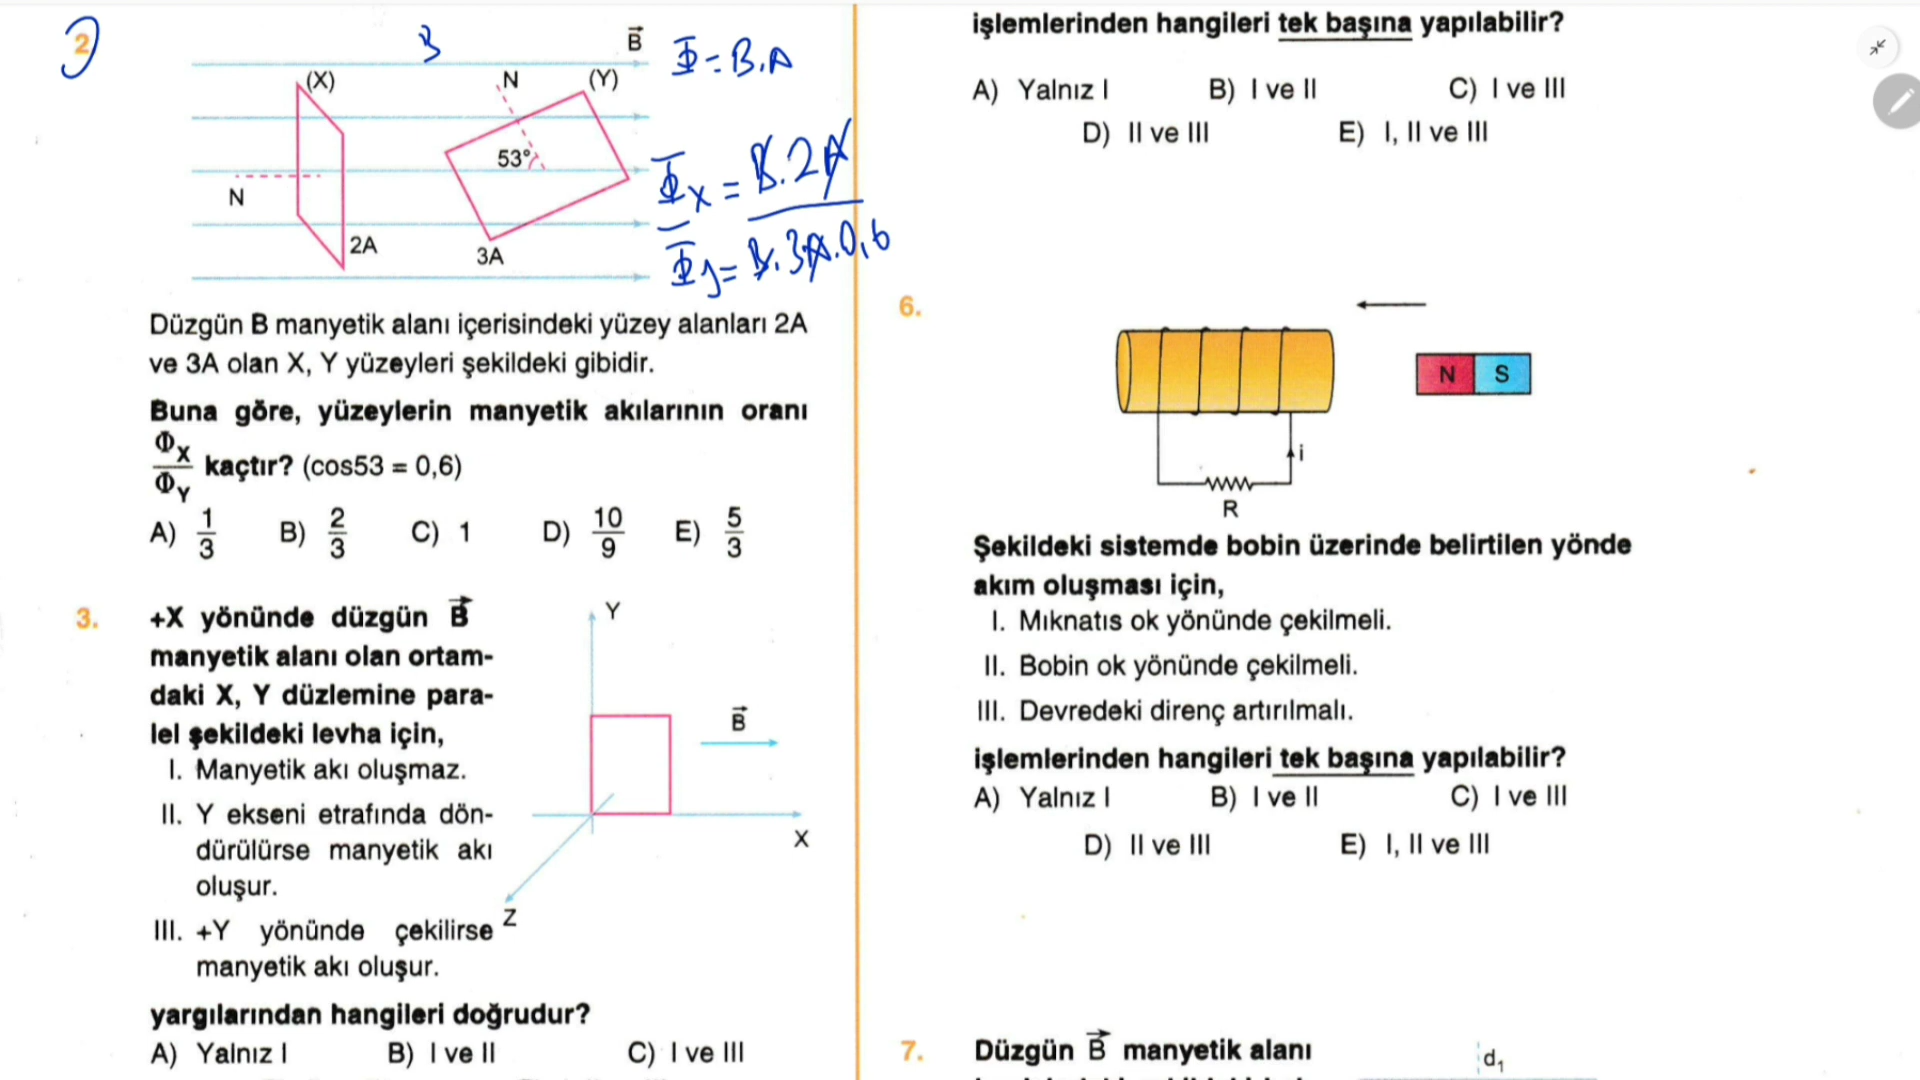 2
B
B
Φ = B.A
(X)
N
(Y)
53°
N
2A
3A
Φx = B.2A
Φy = B.3A.0,6
Düzgün B manyetik alanı içerisindeki yüzey alanları 2A
ve 3A olan X, Y yüzeyleri şekildeki gibidir.
Buna göre, yüzeylerin manyetik akılarının oranı
ΦX
ΦY
kaçtır? (cos53 = 0,6)
A) 1/3 B) 2/3 C) 1 D) 10/9 E) 5/3
3. +X yönünde düzgün B
manyetik alanı olan ortam-
daki X, Y düzlemine para-
lel şekildeki levha için,
I. Manyetik akı oluşmaz.
II. Y ekseni etrafında dön-
dürülürse manyetik akı
oluşur.
III. +Y yönünde çekilirse
manyetik akı oluşur.
Y
B
X
Z
yargılarından hangileri doğrudur?
A) Yalnız I B) I ve II C) I ve III
işlemlerinden hangileri tek başına yapılabilir?
A) Yalnız I B) I ve II C) I ve III
D) II ve III E) I, II ve III
6.
N S
i
R
Şekildeki sistemde bobin üzerinde belirtilen yönde
akım oluşması için,
I. Mıknatıs ok yönünde çekilmeli.
II. Bobin ok yönünde çekilmeli.
III. Devredeki direnç artırılmalı.
işlemlerinden hangileri tek başına yapılabilir?
A) Yalnız I B) I ve II C) I ve III
D) II ve III E) I, II ve III
7. Düzgün B manyetik alanı
d₁